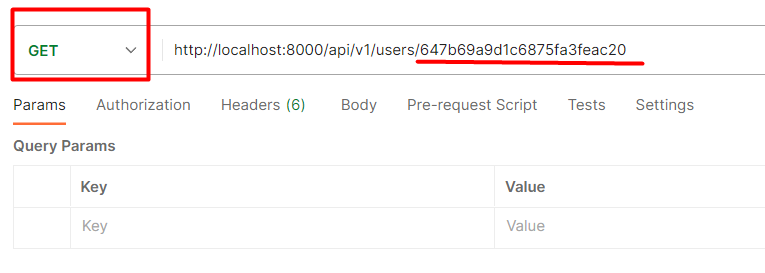 GET http://localhost:8000/api/v1/users/647b69a9d1c6875fa3feac20
Params Authorization Headers (6) Body Pre-request Script Tests Settings
Query Params
Key Value
Key Value